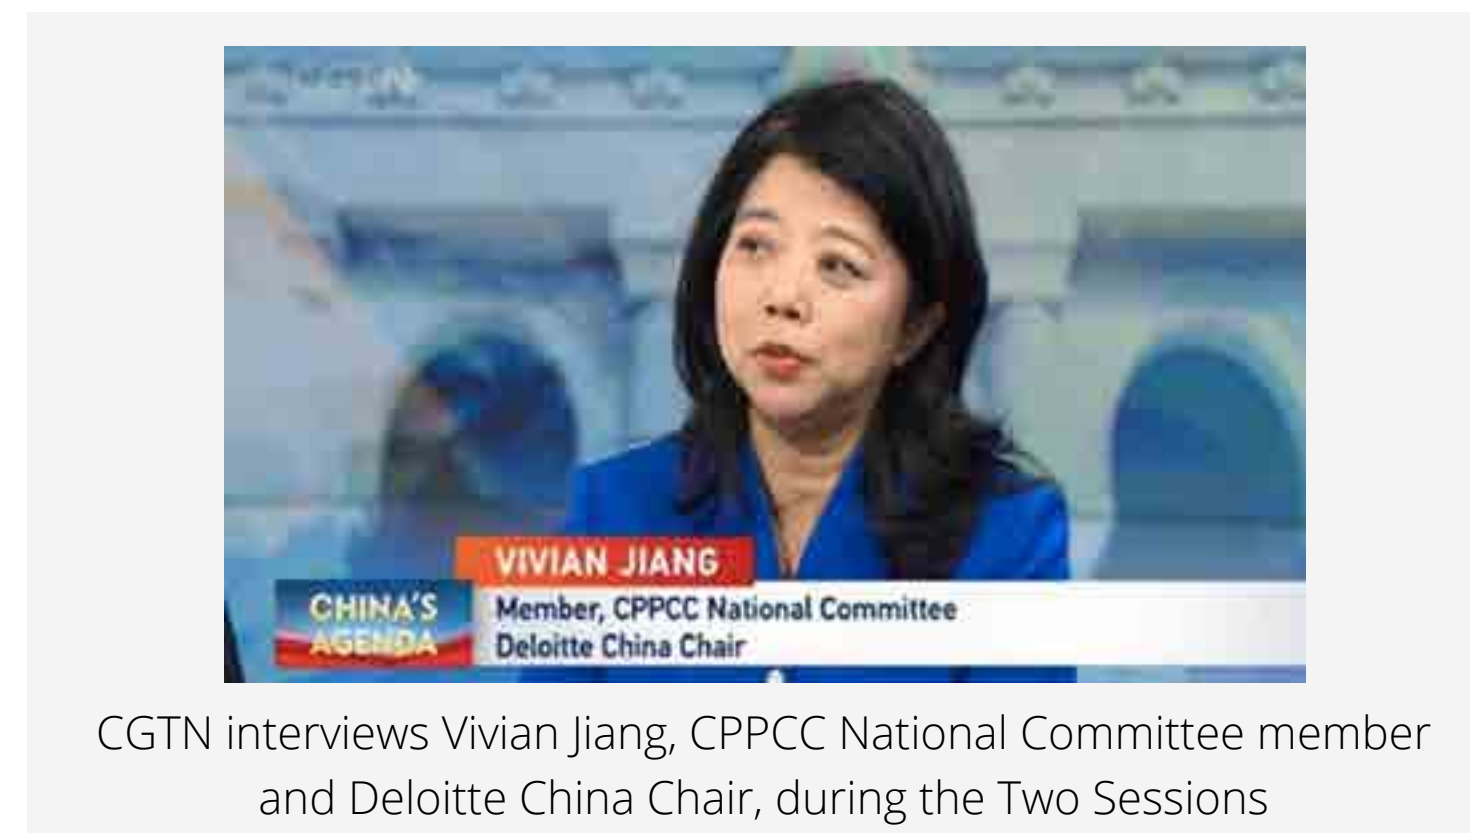 VIVIAN JIANG
CHINA'S
AGENDA
Member, CPPCC National Committee
Deloitte China Chair
CGTN interviews Vivian Jiang, CPPCC National Committee member
and Deloitte China Chair, during the Two Sessions